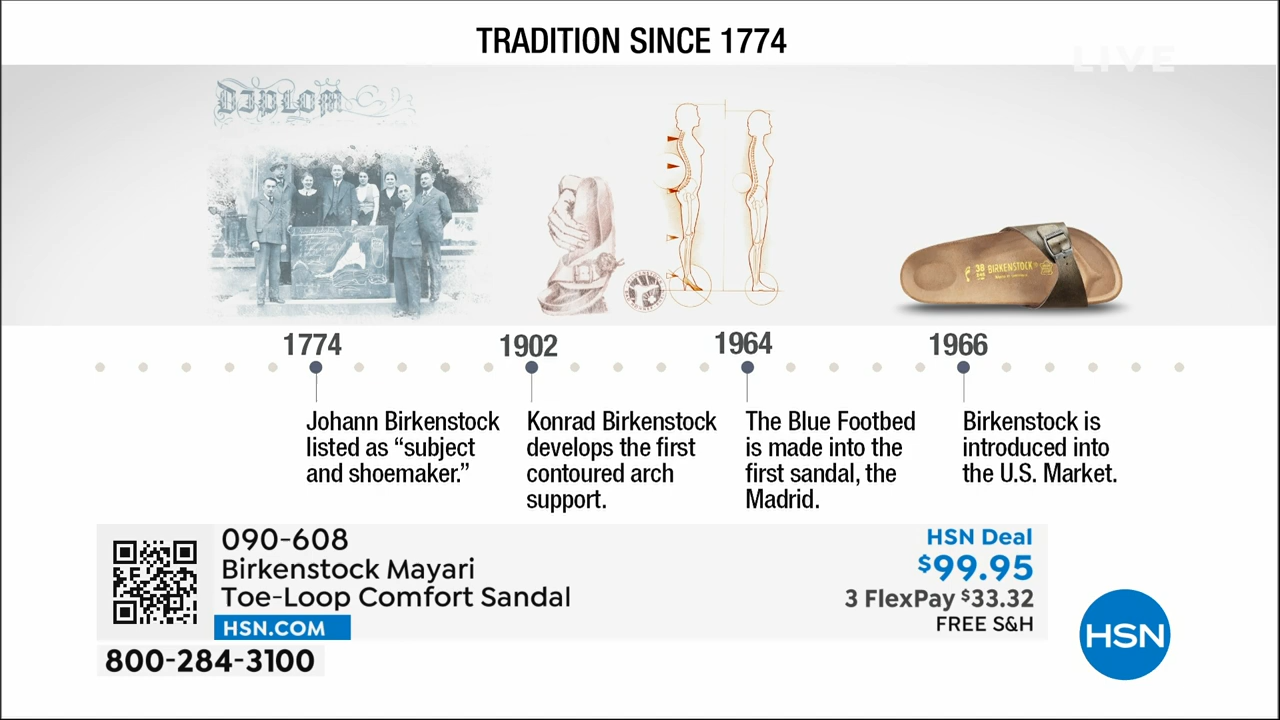 TRADITION SINCE 1774
LIVE
Diplom
38
BIRKENSTOCK
1774
1902
1964
1966
Johann Birkenstock
listed as “subject
and shoemaker.”
Konrad Birkenstock
develops the first
contoured arch
support.
The Blue Footbed
is made into the
first sandal, the
Madrid.
Birkenstock is
introduced into
the U.S. Market.
090-608
Birkenstock Mayari
Toe-Loop Comfort Sandal
HSN.COM
800-284-3100
HSN Deal
$99.95
3 FlexPay $33.32
FREE S&H
HSN